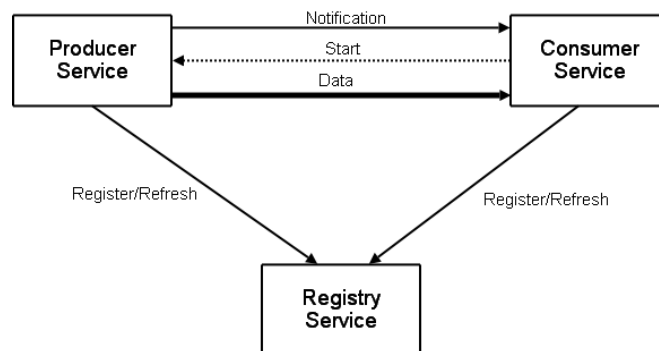 Notification
Producer
Service
Start
Consumer
Service
Data
Register/Refresh
Register/Refresh
Registry
Service